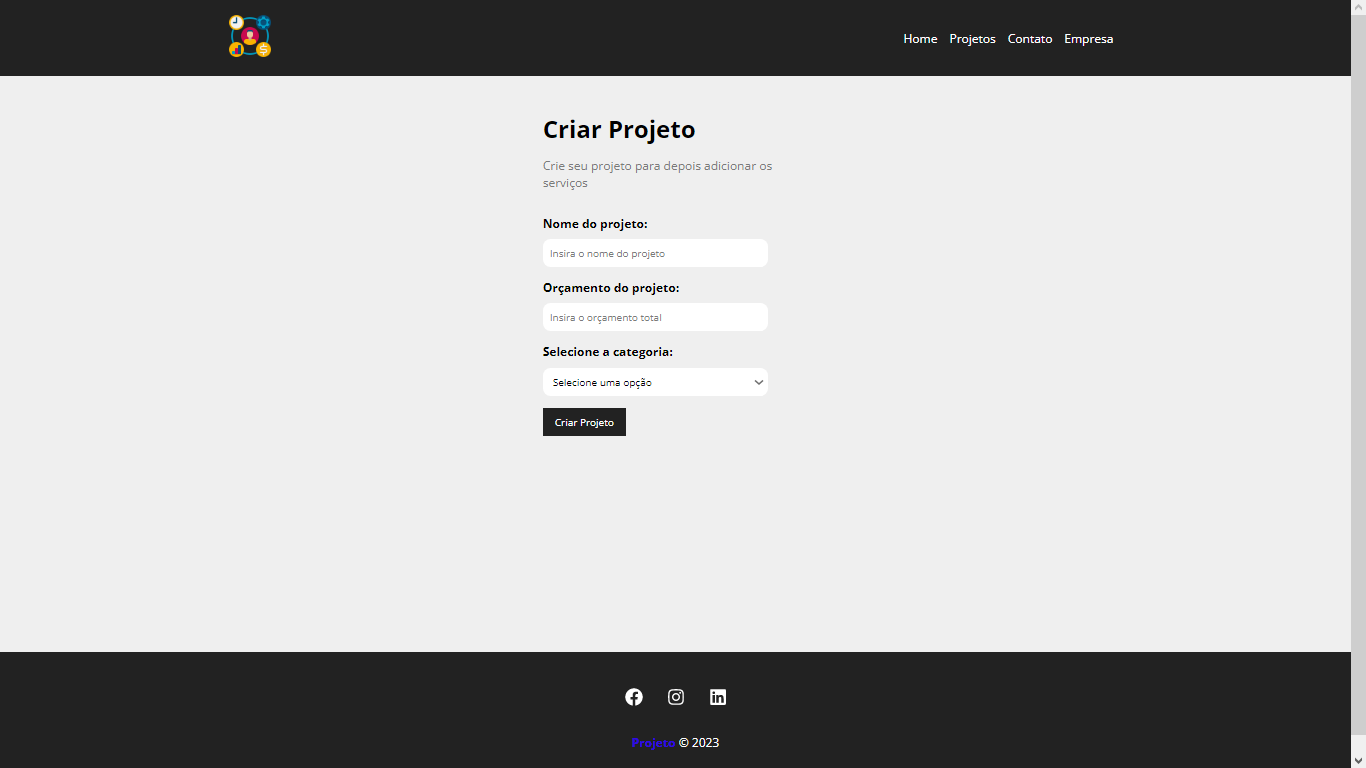 Home Projetos Contato Empresa
Criar Projeto
Crie seu projeto para depois adicionar os
serviços
Nome do projeto:
Insira o nome do projeto
Orçamento do projeto:
Insira o orçamento total
Selecione a categoria:
Selecione uma opção
Criar Projeto
Projeto © 2023